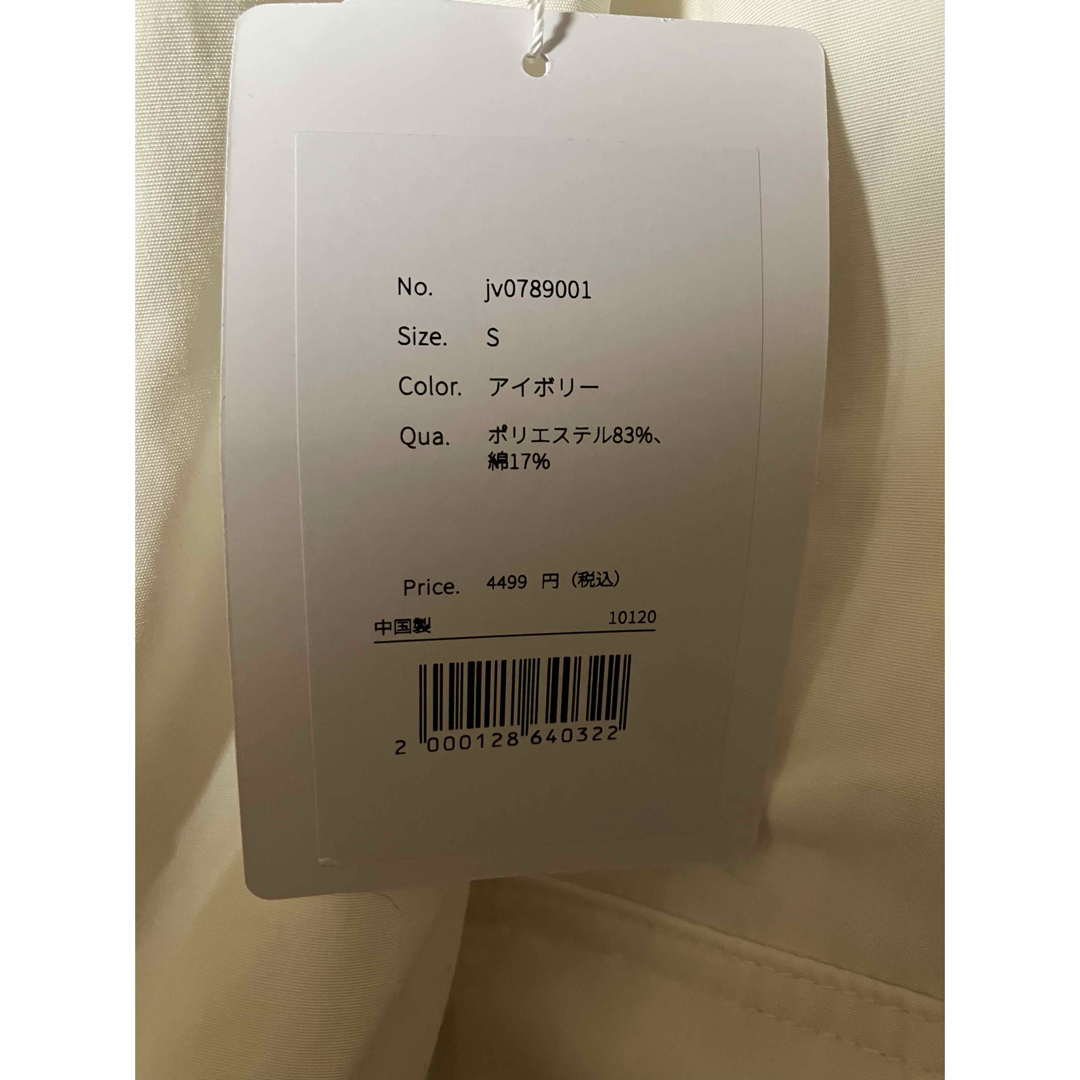 No. jv0789001
Size. S
Color. アイボリー
Qua. ポリエステル83%、
綿17%
Price. 4499 円（税込）
中国製 10120
2 000128 640322